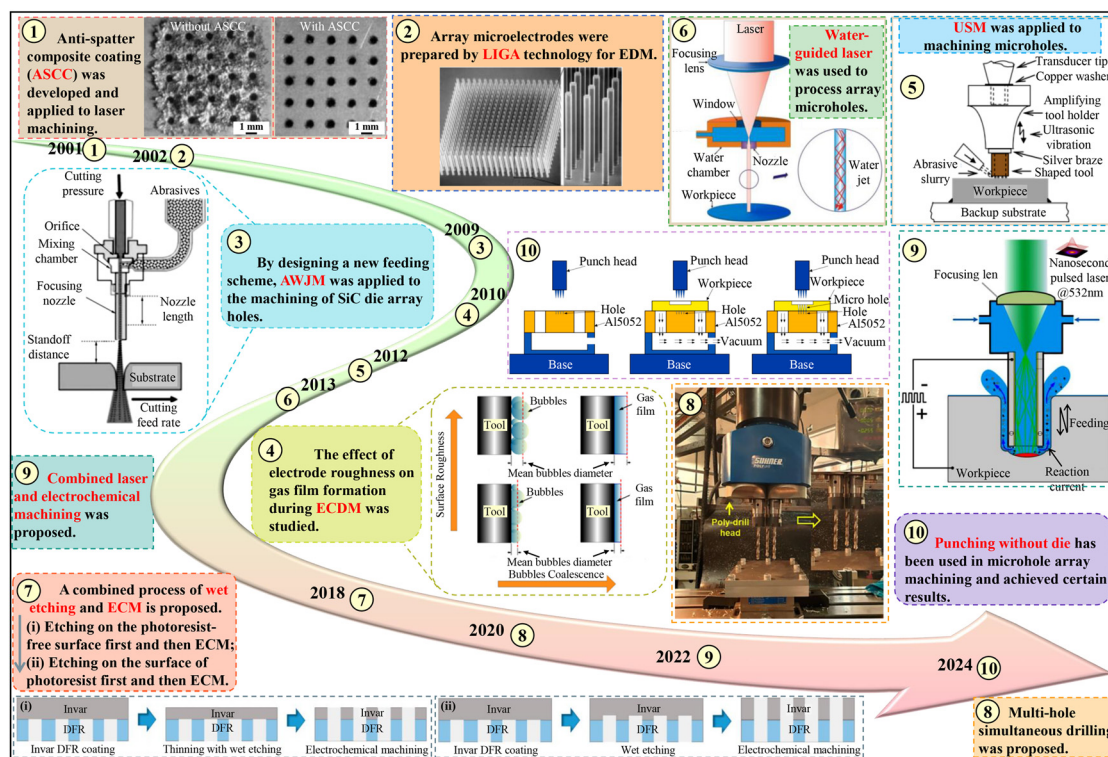 1
Anti-spatter
composite coating
(ASCC) was
developed and
applied to laser
machining.
Without ASCC
With ASCC
1 mm
1 mm
2
Array microelectrodes were
prepared by LIGA technology for EDM.
6
Water-
guided laser
was used to
process array
microholes.
Laser
Focusing
lens
Window
Water
chamber
Nozzle
Workpiece
Water
jet
USM was applied to
machining microholes.
5
Transducer tip
Copper washer
Amplifying
tool holder
Ultrasonic
vibration
Silver braze
Shaped tool
Abrasive
slurry
Workpiece
Backup substrate
2001 1
2002 2
2009
3
2010
4
2012
5
2013
6
2018 7
2020 8
2022 9
2024 10
Cutting
pressure
Abrasives
Orifice
Mixing
chamber
Focusing
nozzle
Nozzle
length
Standoff
distance
Substrate
Cutting
feed rate
3
By designing a new feeding
scheme, AWJM was applied to
the machining of SiC die array
holes.
10
Punch head
Hole
Al5052
Base
Punch head
Workpiece
Hole
Al5052
Vacuum
Base
Punch head
Workpiece
Micro hole
Hole
Al5052
Vacuum
Base
9
Nanosecond
pulsed laser
@532nm
Focusing len
Feeding
Workpiece
Reaction
current
4
The effect of
electrode roughness on
gas film formation
during ECDM was
studied.
Surface Roughness
Bubbles
Tool
Gas
film
Tool
Mean bubbles diameter
Bubbles
Tool
Gas
film
Tool
Mean bubbles diameter
Bubbles Coalescence
8
SUHNER
Poly-drill
head
9
Combined laser
and electrochemical
machining was
proposed.
10
Punching without die has
been used in microhole array
machining and achieved certain
results.
7
A combined process of wet
etching and ECM is proposed.
(i) Etching on the photoresist-
free surface first and then ECM;
(ii) Etching on the surface of
photoresist first and then ECM.
8
Multi-hole
simultaneous drilling
was proposed.
(i)
Invar
DFR
Invar DFR coating
Invar
DFR
Thinning with wet etching
Invar
DFR
Electrochemical machining
(ii)
Invar
DFR
Invar DFR coating
Invar
DFR
Wet etching
Invar
DFR
Electrochemical machining